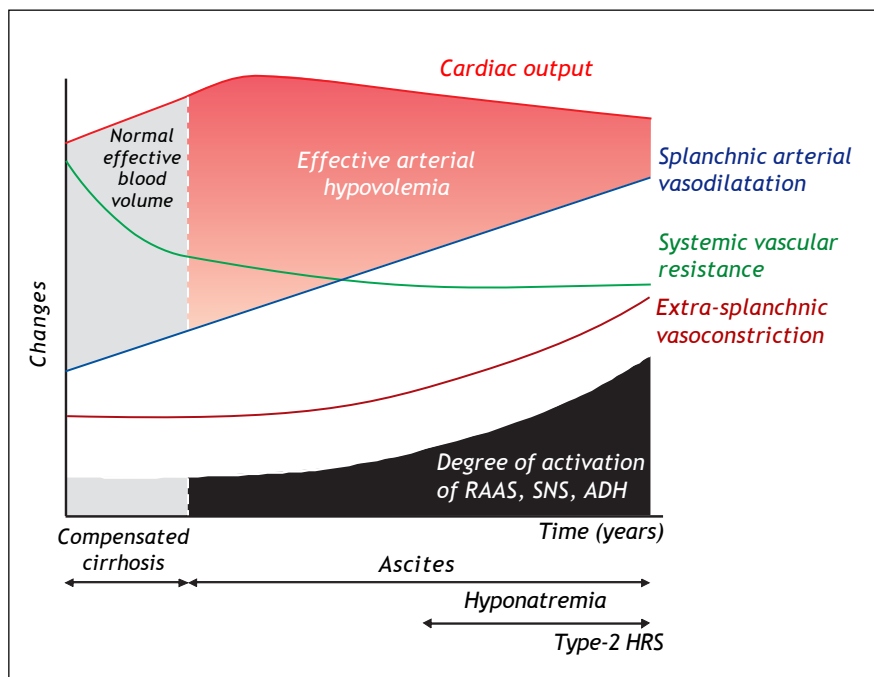 Cardiac output
Normal
effective
blood
volume
Effective arterial
hypovolemia
Splanchnic arterial
vasodilatation
Systemic vascular
resistance
Extra-splanchnic
vasoconstriction
Changes
Degree of activation
of RAAS, SNS, ADH
Time (years)
Compensated
cirrhosis
Ascites
Hyponatremia
Type-2 HRS